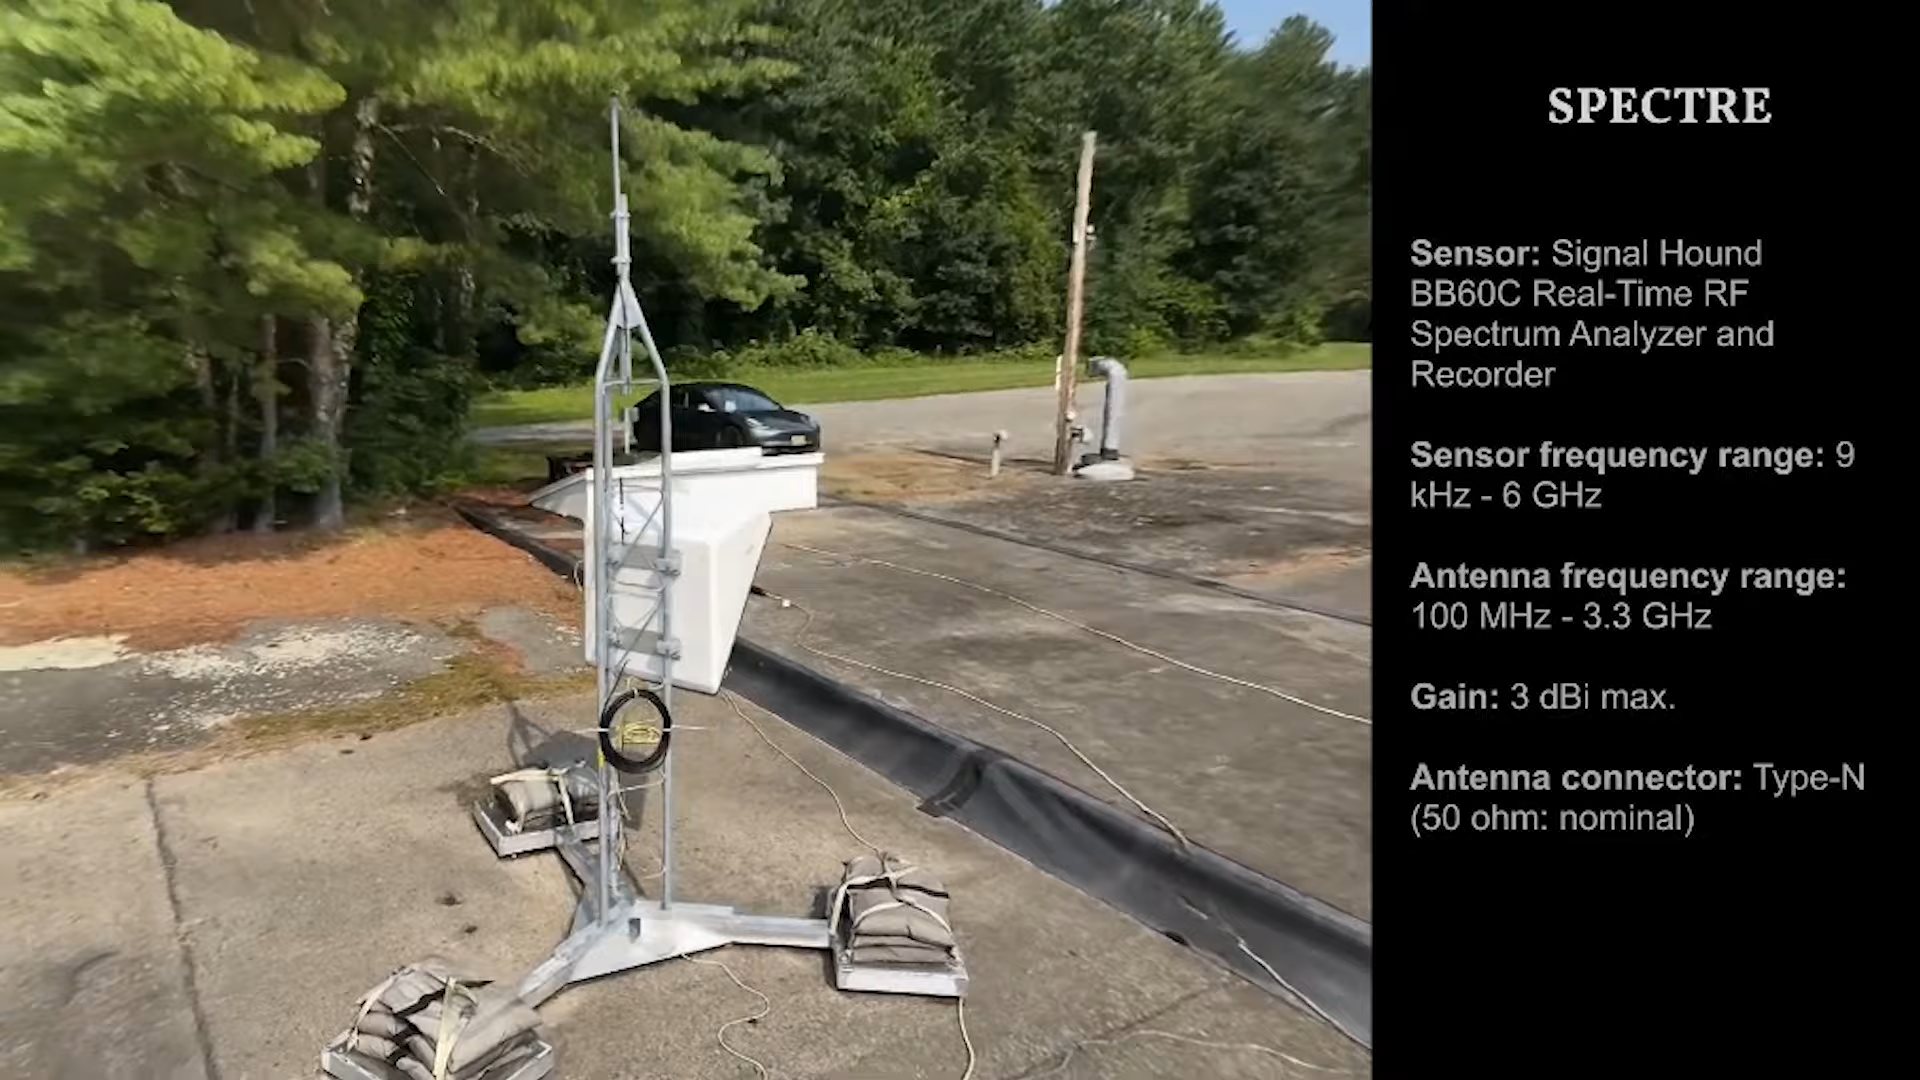 SPECTRE
Sensor: Signal Hound
BB60C Real-Time RF
Spectrum Analyzer and
Recorder
Sensor frequency range: 9
kHz - 6 GHz
Antenna frequency range:
100 MHz - 3.3 GHz
Gain: 3 dBi max.
Antenna connector: Type-N
(50 ohm: nominal)